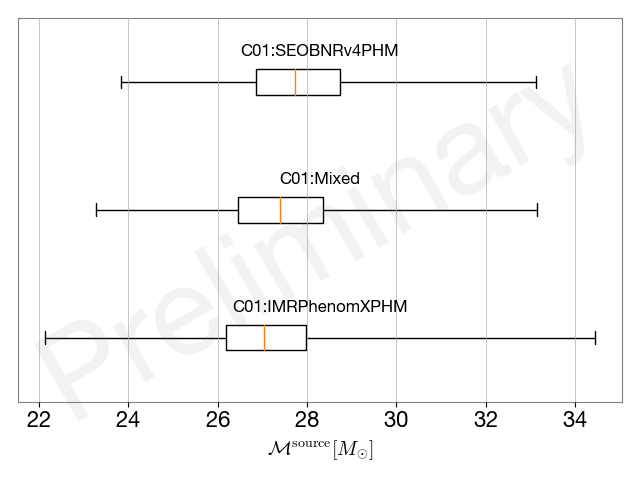 C01:SEOBNRv4PHM
C01:Mixed
C01:IMRPhenomXPHM
Preliminary
22 24 26 28 30 32 34
ℳ^source [M_⊙]